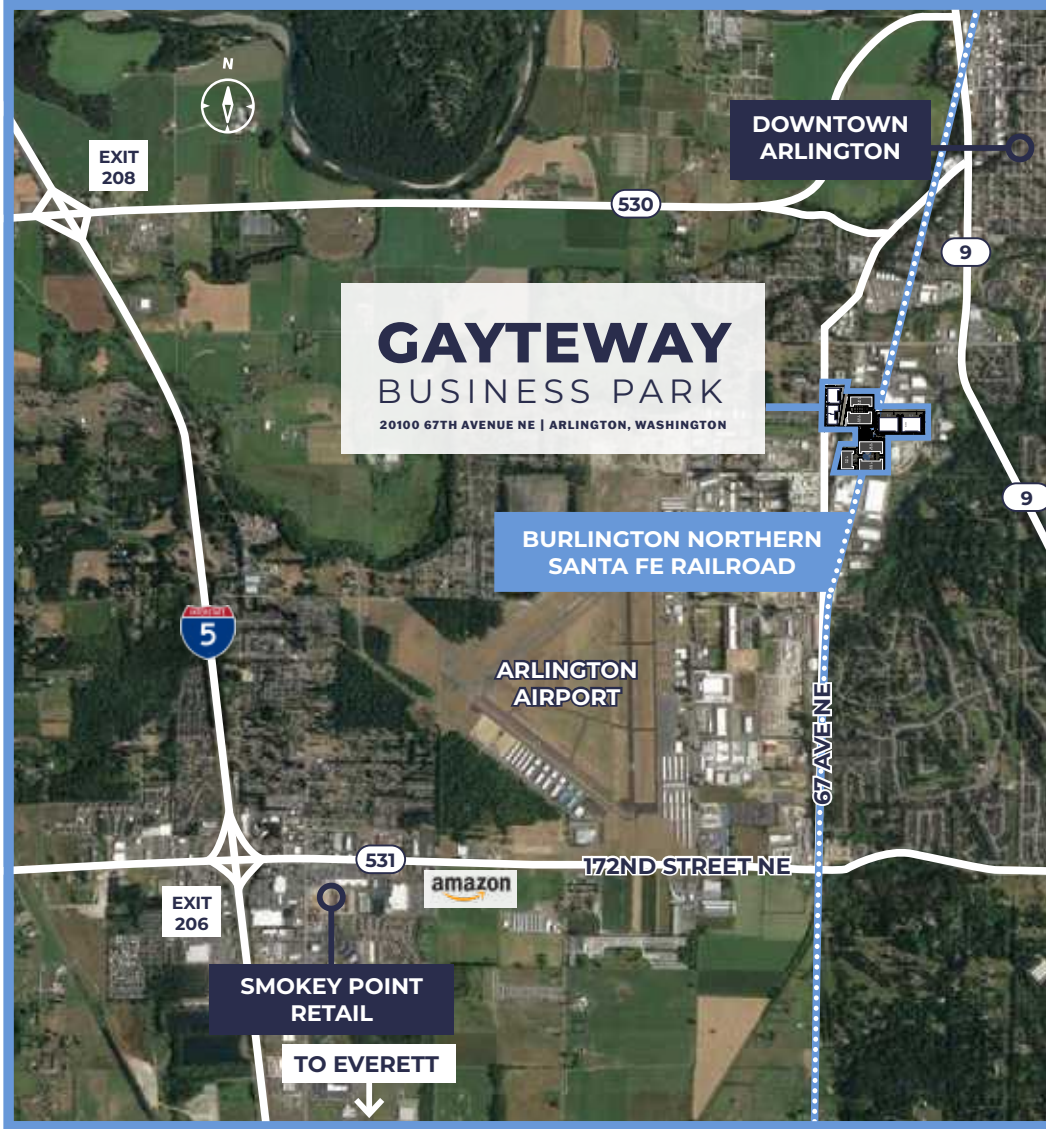 N
DOWNTOWN
ARLINGTON
EXIT
208
530
9
GAYTEWAY
BUSINESS PARK
20100 67TH AVENUE NE | ARLINGTON, WASHINGTON
9
BURLINGTON NORTHERN
SANTA FE RAILROAD
INTERSTATE
5
ARLINGTON
AIRPORT
67 AVE NE
531
172ND STREET NE
amazon
EXIT
206
SMOKEY POINT
RETAIL
TO EVERETT